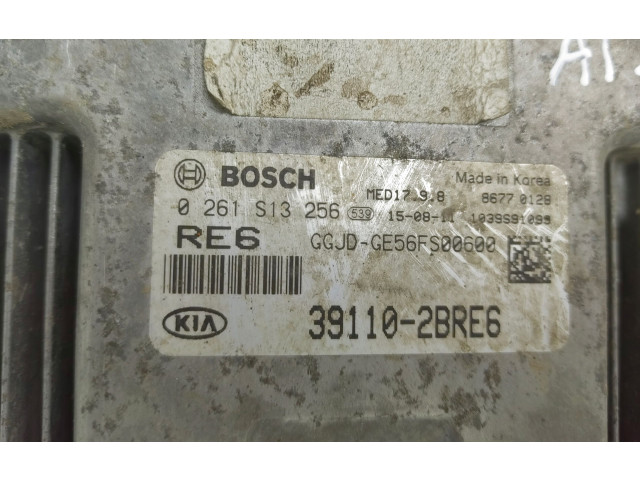 BOSCH MED17.9.8 Made in Korea 8677 0128
0 261 S13 256 539 15-08-11 1039S91099
RE6 GGJD-GE56FS00600
KIA 39110-2BRE6